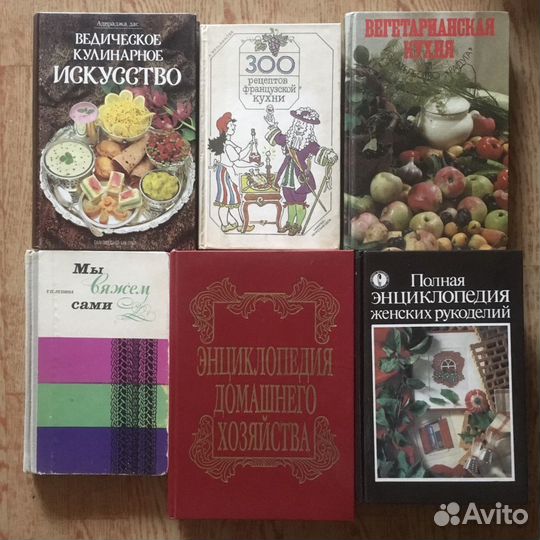 Адираджа дас
ВЕДИЧЕСКОЕ
КУЛИНАРНОЕ
ИСКУССТВО
300
рецептов
французской
кухни
ВЕГЕТАРИАНСКАЯ
КУХНЯ
Мы
вяжем
сами
ЭНЦИКЛОПЕДИЯ
ДОМАШНЕГО
ХОЗЯЙСТВА
Полная
ЭНЦИКЛОПЕДИЯ
женских рукоделий
Avito